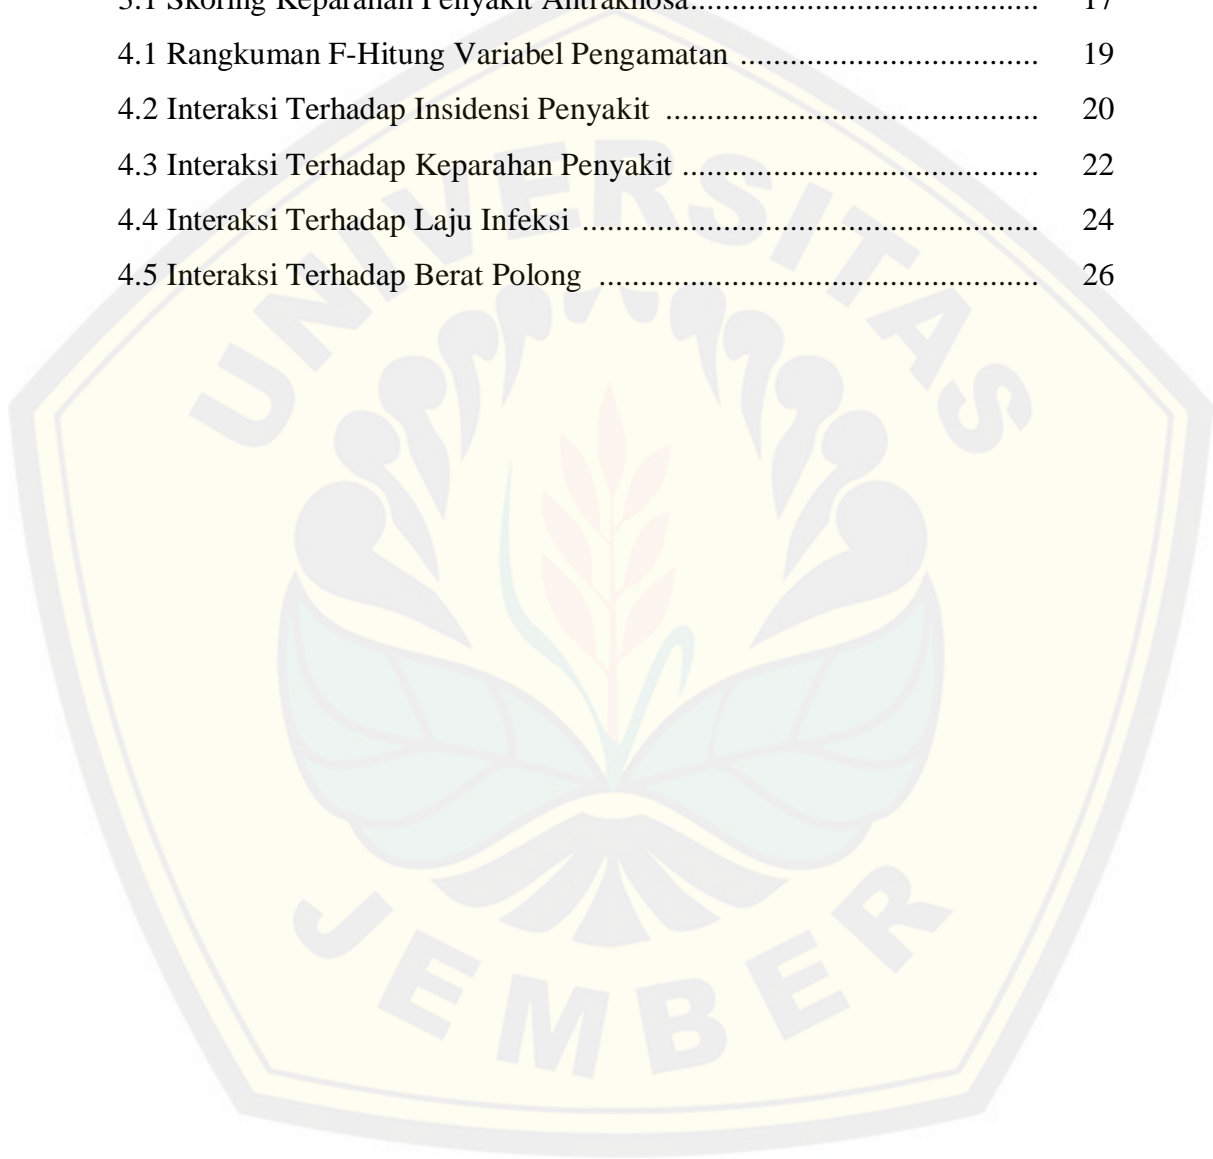 3.1 Skoring Keparahan Penyakit Antraknosa.......................................... 17
4.1 Rangkuman F-Hitung Variabel Pengamatan .................................... 19
4.2 Interaksi Terhadap Insidensi Penyakit ............................................. 20
4.3 Interaksi Terhadap Keparahan Penyakit ........................................... 22
4.4 Interaksi Terhadap Laju Infeksi ....................................................... 24
4.5 Interaksi Terhadap Berat Polong ..................................................... 26
UNIVERSITAS
JEMBER